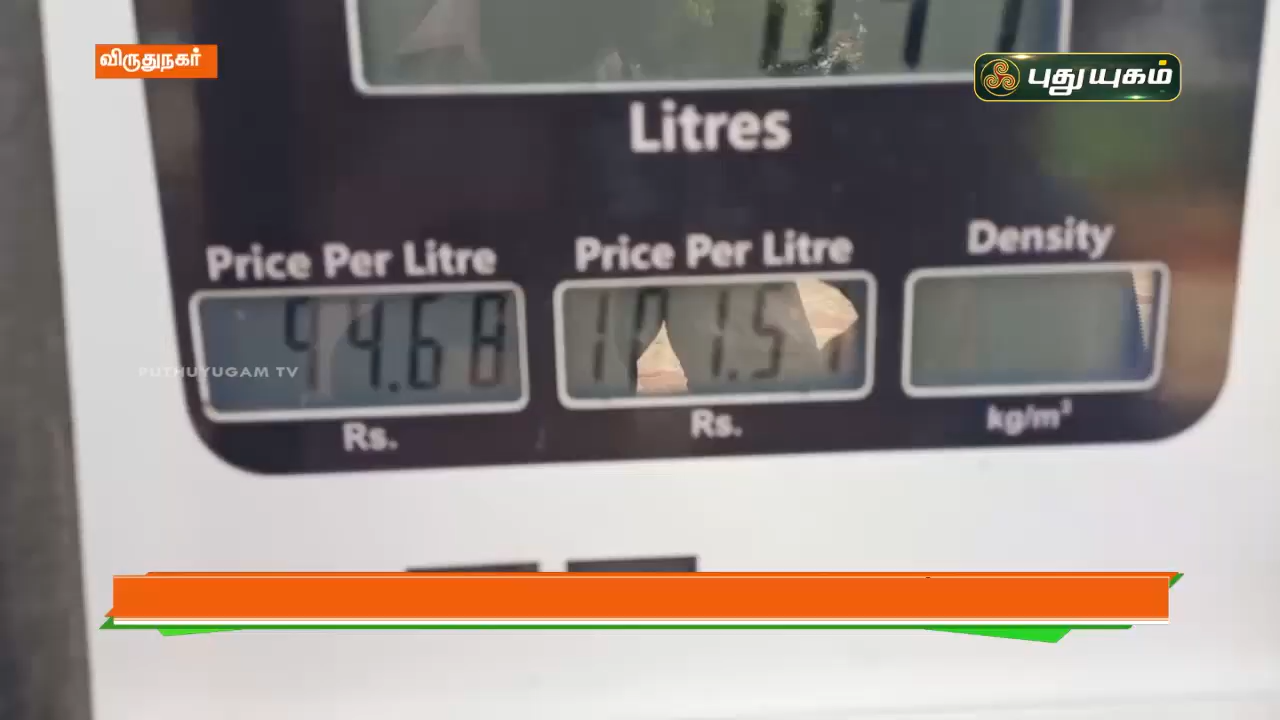 விருதுநகர்
புதுயுகம்
Litres
Price Per Litre
Price Per Litre
Density
94.68
PUTHUYUGAM TV
Rs.
Rs.
kg/m³